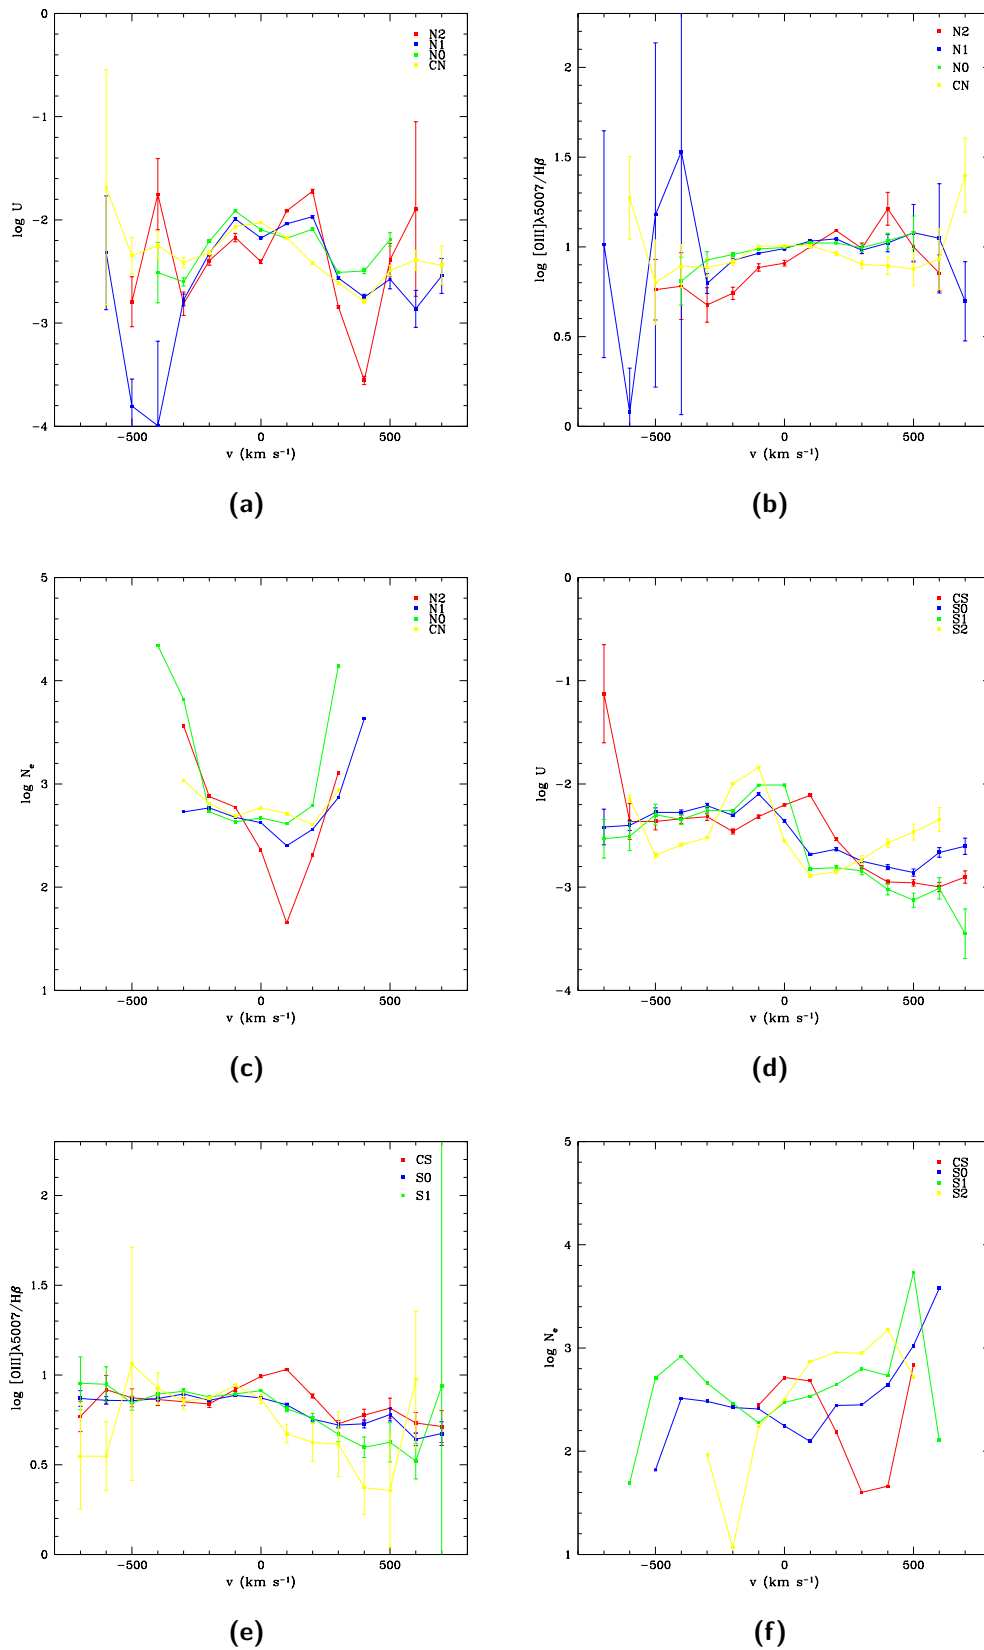 0
-1
-2
-3
-4
log U
-500
0
500
v (km s⁻¹)
N2
N1
N0
CN
(a)
2
1.5
1
0.5
0
log [OIII]λ5007/Hβ
-500
0
500
v (km s⁻¹)
N2
N1
N0
CN
(b)
5
4
3
2
1
log Nₑ
-500
0
500
v (km s⁻¹)
N2
N1
N0
CN
(c)
0
-1
-2
-3
-4
log U
-500
0
500
v (km s⁻¹)
CS
S0
S1
S2
(d)
2
1.5
1
0.5
0
log [OIII]λ5007/Hβ
-500
0
500
v (km s⁻¹)
CS
S0
S1
(e)
5
4
3
2
1
log Nₑ
-500
0
500
v (km s⁻¹)
CS
S0
S1
S2
(f)